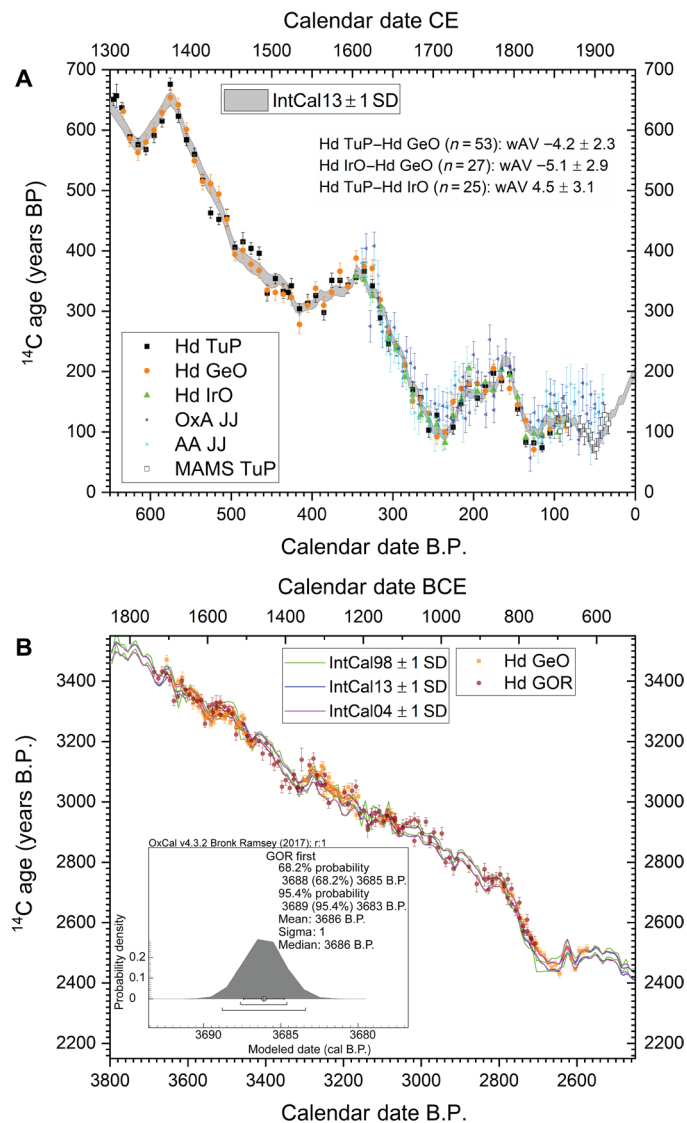 Calendar date CE
1300 1400 1500 1600 1700 1800 1900
A
700 700
600 600
500 500
400 400
300 300
200 200
100 100
0 0
¹⁴C age (years BP)
IntCal13 ± 1 SD
Hd TuP–Hd GeO (n = 53): wAV −4.2 ± 2.3
Hd IrO–Hd GeO (n = 27): wAV −5.1 ± 2.9
Hd TuP–Hd IrO (n = 25): wAV 4.5 ± 3.1
Hd TuP
Hd GeO
Hd IrO
OxA JJ
AA JJ
MAMS TuP
600 500 400 300 200 100 0
Calendar date B.P.
Calendar date BCE
1800 1600 1400 1200 1000 800 600
B
3400 3400
3200 3200
3000 3000
2800 2800
2600 2600
2400 2400
2200 2200
¹⁴C age (years B.P.)
IntCal98 ± 1 SD
IntCal13 ± 1 SD
IntCal04 ± 1 SD
Hd GeO
Hd GOR
OxCal v4.3.2 Bronk Ramsey (2017); r:1
GOR first
68.2% probability
3688 (68.2%) 3685 B.P.
95.4% probability
3689 (95.4%) 3683 B.P.
Mean: 3686 B.P.
Sigma: 1
Median: 3686 B.P.
Probability density
0.2
0.1
0
3690 3685 3680
Modeled date (cal B.P.)
3800 3600 3400 3200 3000 2800 2600
Calendar date B.P.